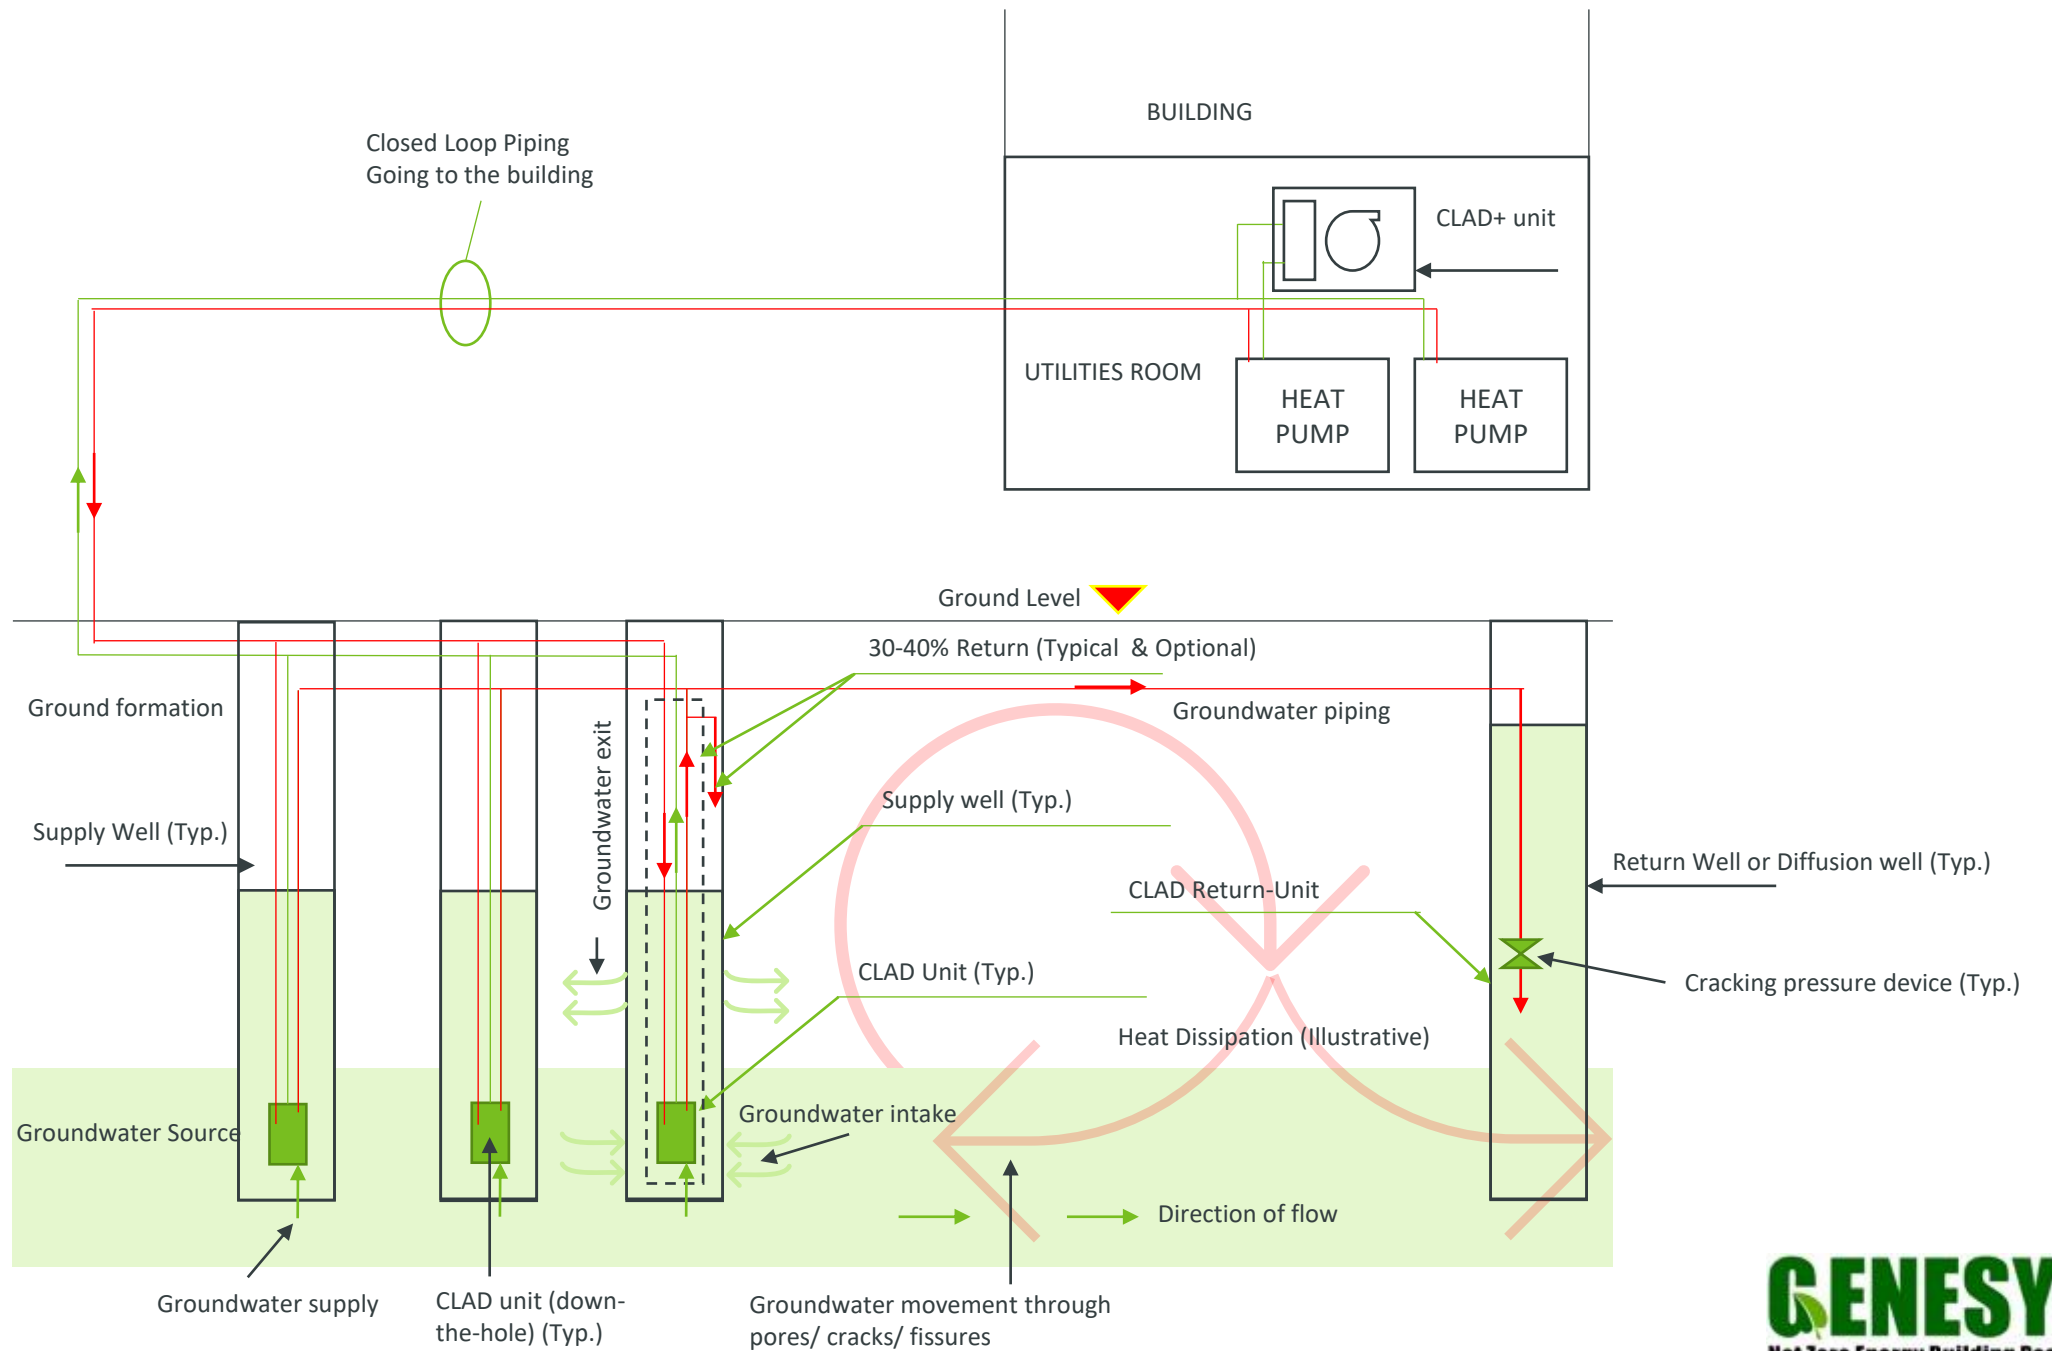 BUILDING
Closed Loop Piping
Going to the building
CLAD+ unit
UTILITIES ROOM
HEAT
PUMP
HEAT
PUMP
Ground Level
30-40% Return (Typical & Optional)
Ground formation
Groundwater piping
Groundwater exit
Supply well (Typ.)
Supply Well (Typ.)
Return Well or Diffusion well (Typ.)
CLAD Return-Unit
CLAD Unit (Typ.)
Cracking pressure device (Typ.)
Heat Dissipation (Illustrative)
Groundwater intake
Groundwater Source
Direction of flow
Groundwater supply
CLAD unit (down-
the-hole) (Typ.)
Groundwater movement through
pores/ cracks/ fissures
GENESY
Net Zero Energy Building